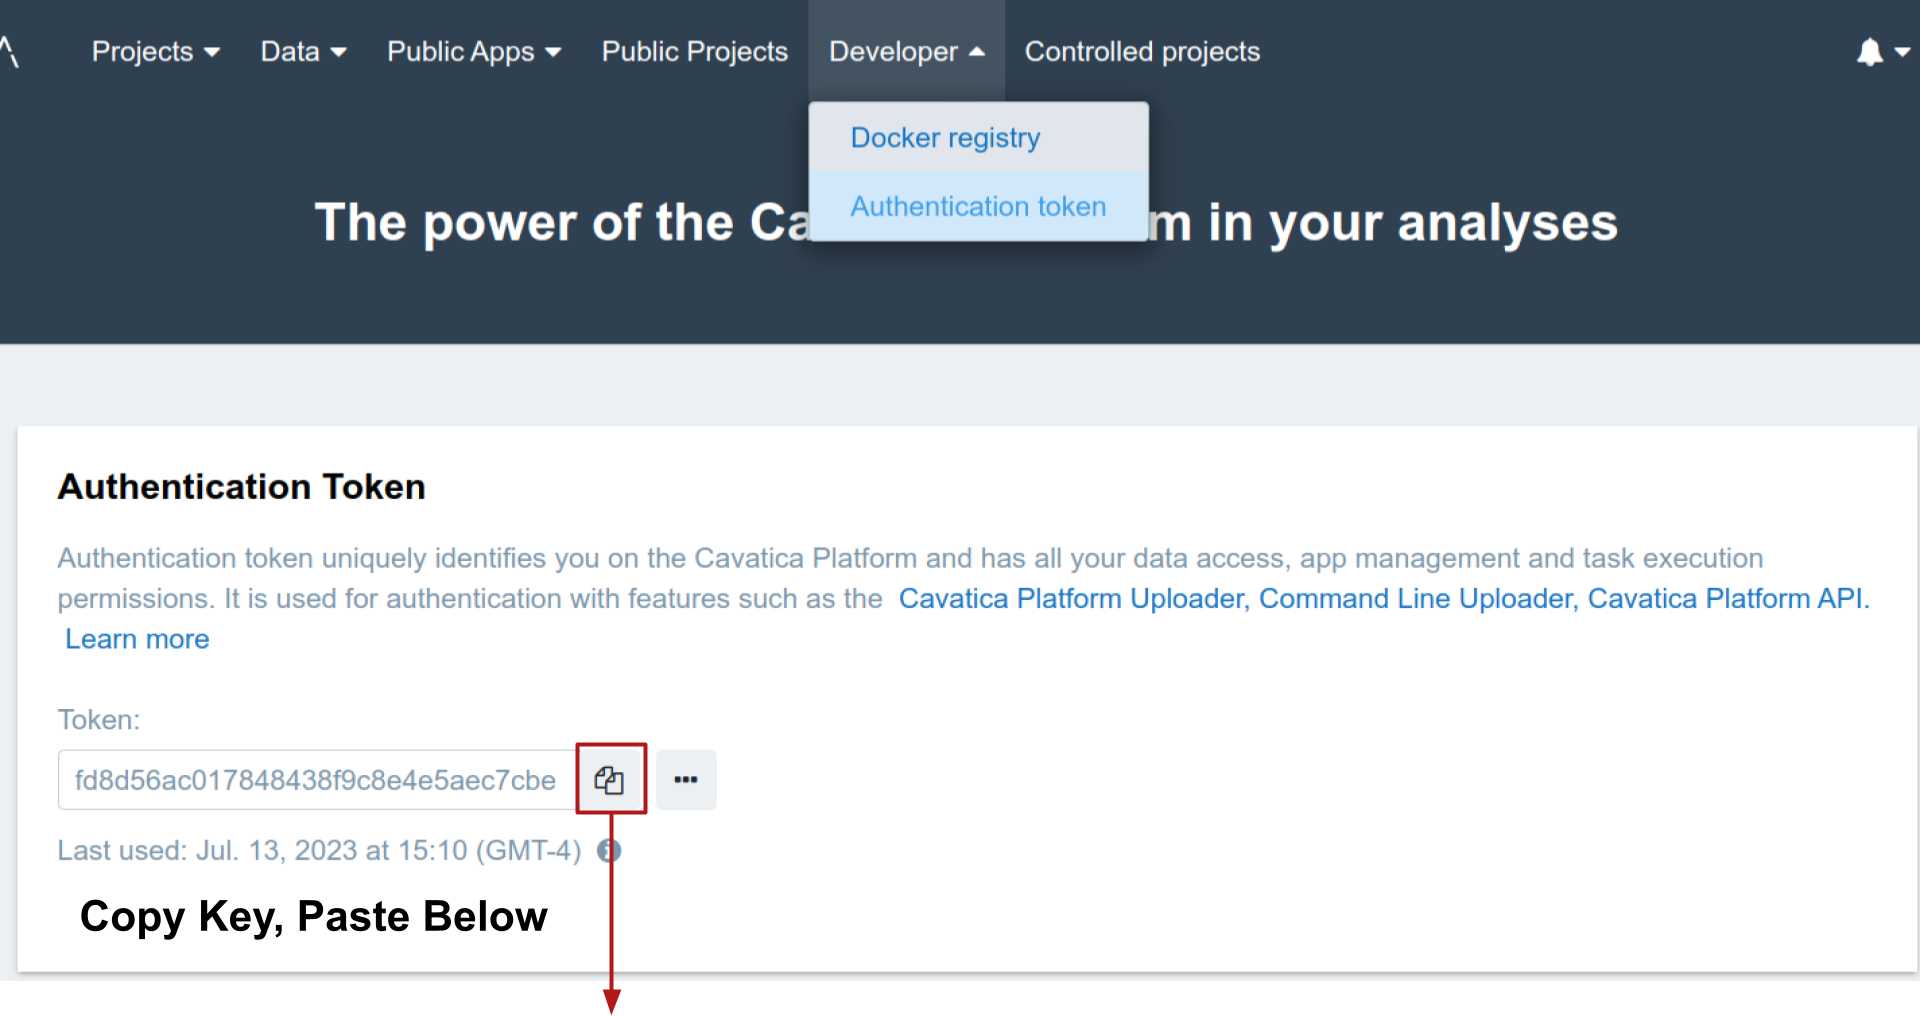 Projects Data Public Apps Public Projects Developer Controlled projects
Docker registry
Authentication token
The power of the Ca m in your analyses
Authentication Token
Authentication token uniquely identifies you on the Cavatica Platform and has all your data access, app management and task execution
permissions. It is used for authentication with features such as the Cavatica Platform Uploader, Command Line Uploader, Cavatica Platform API.
Learn more
Token:
fd8d56ac017848438f9c8e4e5aec7cbe
Last used: Jul. 13, 2023 at 15:10 (GMT-4)
Copy Key, Paste Below